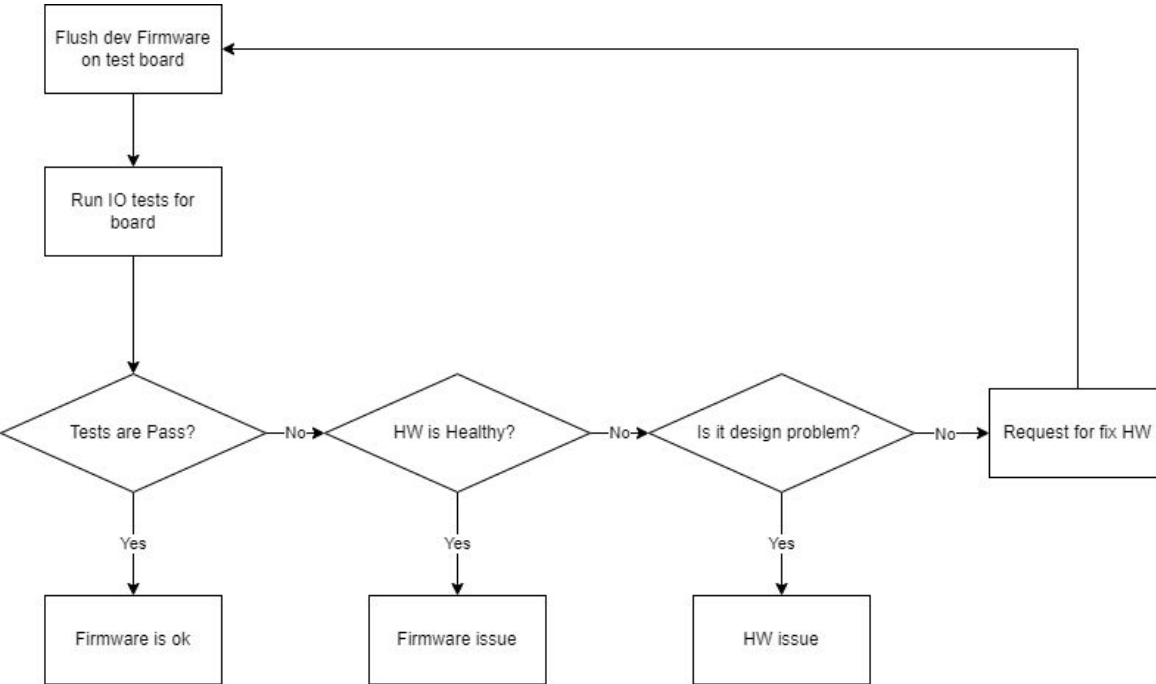 Flush dev Firmware
on test board
Run IO tests for
board
Tests are Pass?
No
HW is Healthy?
No
Is it design problem?
No
Request for fix HW
Yes
Yes
Yes
Firmware is ok
Firmware issue
HW issue